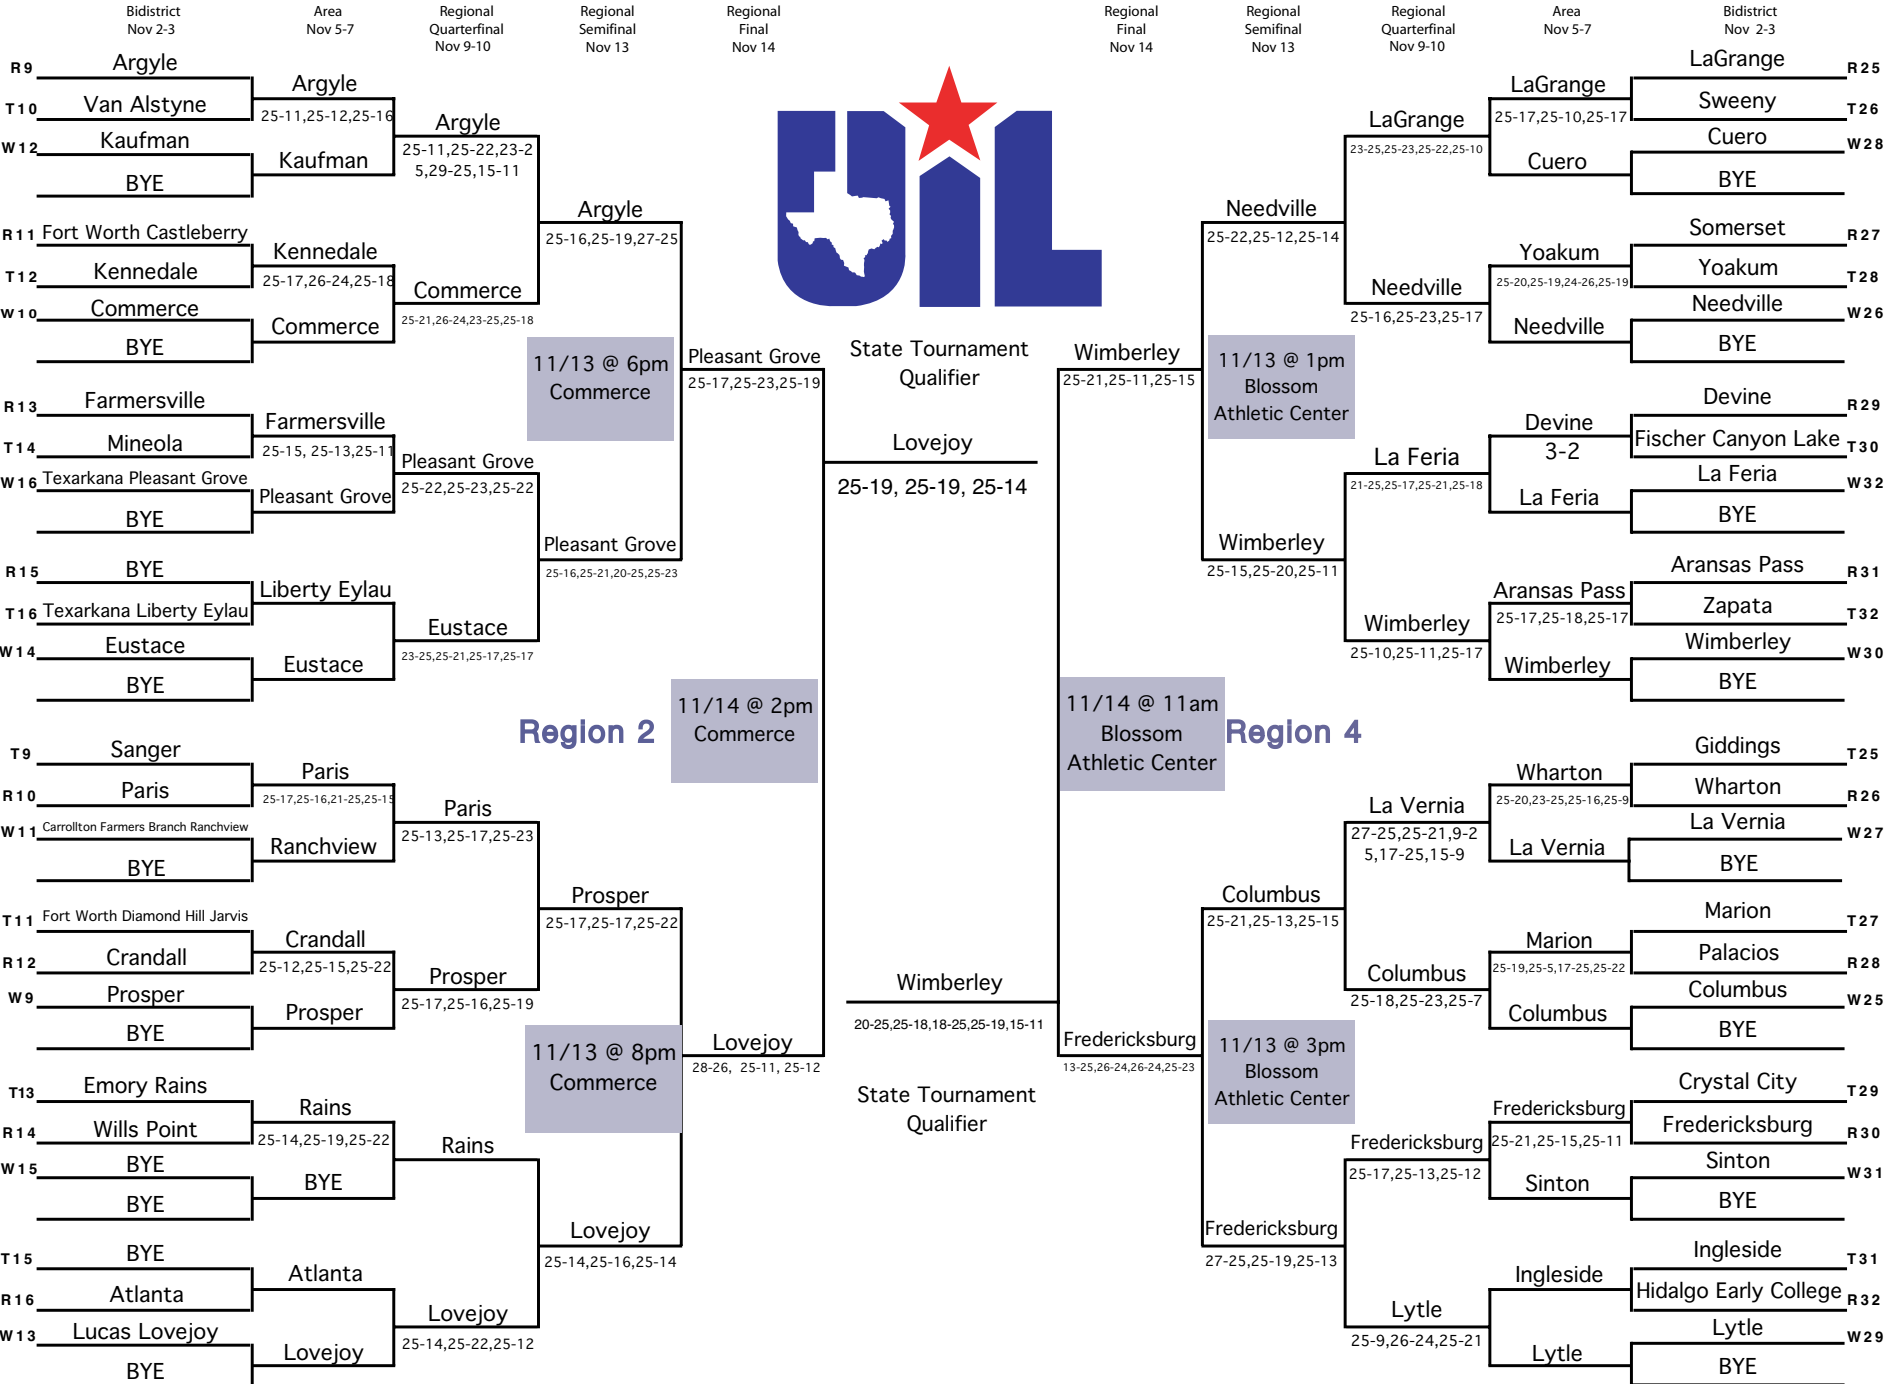 Bidistrict
Nov 2-3
Area
Nov 5-7
Regional
Quarterfinal
Nov 9-10
Regional
Semifinal
Nov 13
Regional
Final
Nov 14
Regional
Final
Nov 14
Regional
Semifinal
Nov 13
Regional
Quarterfinal
Nov 9-10
Area
Nov 5-7
Bidistrict
Nov 2-3
UIL
R9 Argyle
T10 Van Alstyne
W12 Kaufman
BYE
R11 Fort Worth Castleberry
T12 Kennedale
W10 Commerce
BYE
R13 Farmersville
T14 Mineola
W16 Texarkana Pleasant Grove
BYE
R15 BYE
T16 Texarkana Liberty Eylau
W14 Eustace
BYE
T9 Sanger
R10 Paris
W11 Carrollton Farmers Branch Ranchview
BYE
T11 Fort Worth Diamond Hill Jarvis
R12 Crandall
W9 Prosper
BYE
T13 Emory Rains
R14 Wills Point
W15 BYE
BYE
T15 BYE
R16 Atlanta
W13 Lucas Lovejoy
BYE
Argyle
25-11,25-12,25-16
Kaufman
Kennedale
25-17,26-24,25-18
Commerce
Farmersville
25-15, 25-13,25-11
Pleasant Grove
Liberty Eylau
Eustace
Paris
25-17,25-16,21-25,25-15
Ranchview
Crandall
25-12,25-15,25-22
Prosper
Rains
25-14,25-19,25-22
BYE
Atlanta
Lovejoy
Argyle
25-11,25-22,23-2
5,29-25,15-11
Commerce
25-21,26-24,23-25,25-18
Pleasant Grove
25-22,25-23,25-22
Eustace
23-25,25-21,25-17,25-17
Paris
25-13,25-17,25-23
Prosper
25-17,25-16,25-19
Rains
Lovejoy
25-14,25-22,25-12
Argyle
25-16,25-19,27-25
11/13 @ 6pm
Commerce
Pleasant Grove
25-16,25-21,20-25,25-23
Region 2
Prosper
25-17,25-17,25-22
11/13 @ 8pm
Commerce
Lovejoy
25-14,25-16,25-14
Pleasant Grove
25-17,25-23,25-19
11/14 @ 2pm
Commerce
Lovejoy
28-26, 25-11, 25-12
State Tournament
Qualifier
Lovejoy
25-19, 25-19, 25-14
Wimberley
20-25,25-18,18-25,25-19,15-11
State Tournament
Qualifier
Wimberley
25-21,25-11,25-15
11/14 @ 11am
Blossom
Athletic Center
Fredericksburg
13-25,26-24,26-24,25-23
Needville
25-22,25-12,25-14
11/13 @ 1pm
Blossom
Athletic Center
Wimberley
25-15,25-20,25-11
Region 4
Columbus
25-21,25-13,25-15
11/13 @ 3pm
Blossom
Athletic Center
Fredericksburg
27-25,25-19,25-13
LaGrange
23-25,25-23,25-22,25-10
Needville
25-16,25-23,25-17
La Feria
21-25,25-17,25-21,25-18
Wimberley
25-10,25-11,25-17
La Vernia
27-25,25-21,9-2
5,17-25,15-9
Columbus
25-18,25-23,25-7
Fredericksburg
25-17,25-13,25-12
Lytle
25-9,26-24,25-21
LaGrange
25-17,25-10,25-17
Cuero
Yoakum
25-20,25-19,24-26,25-19
Needville
Devine
3-2
La Feria
Aransas Pass
25-17,25-18,25-17
Wimberley
Wharton
25-20,23-25,25-16,25-9
La Vernia
Marion
25-19,25-5,17-25,25-22
Columbus
Fredericksburg
25-21,25-15,25-11
Sinton
Ingleside
Lytle
LaGrange R25
Sweeny T26
Cuero W28
BYE
Somerset R27
Yoakum T28
Needville W26
BYE
Devine R29
Fischer Canyon Lake T30
La Feria W32
BYE
Aransas Pass R31
Zapata T32
Wimberley W30
BYE
Giddings T25
Wharton R26
La Vernia W27
BYE
Marion T27
Palacios R28
Columbus W25
BYE
Crystal City T29
Fredericksburg R30
Sinton W31
BYE
Ingleside T31
Hidalgo Early College R32
Lytle W29
BYE